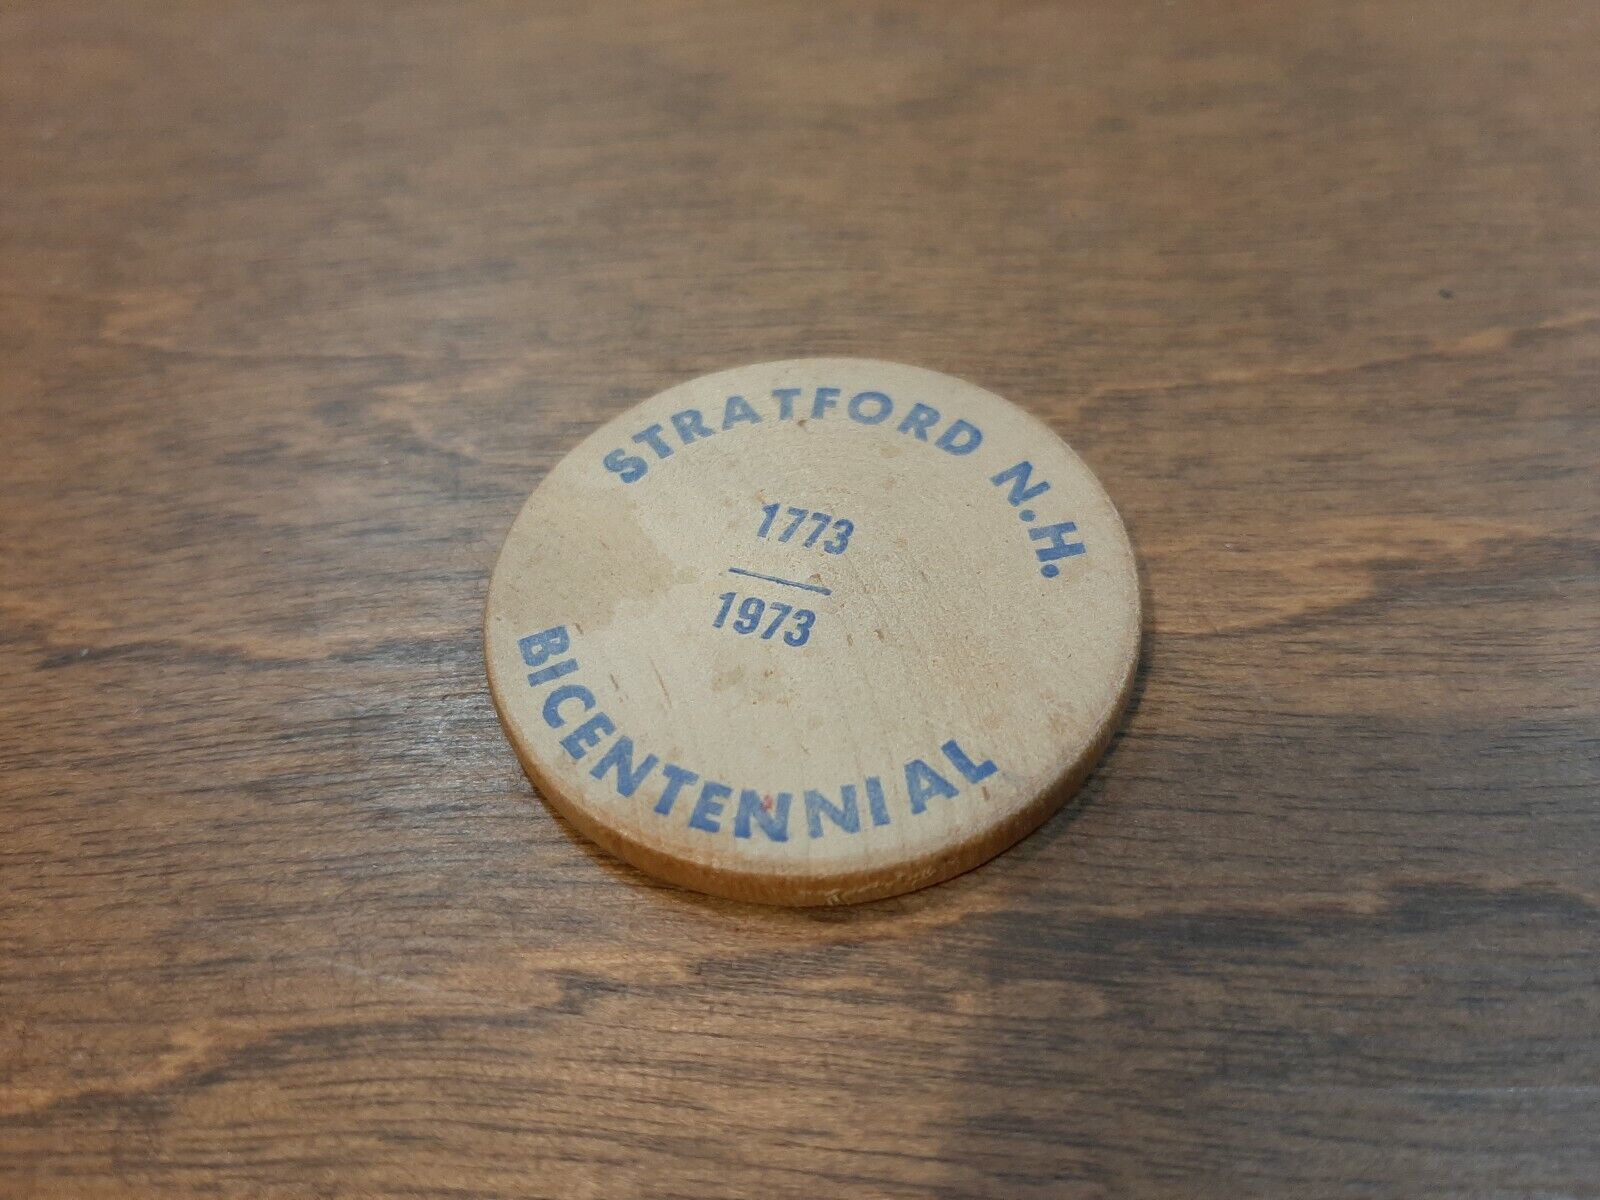 STRATFORD N.H.
1773
1973
BICENTENNIAL